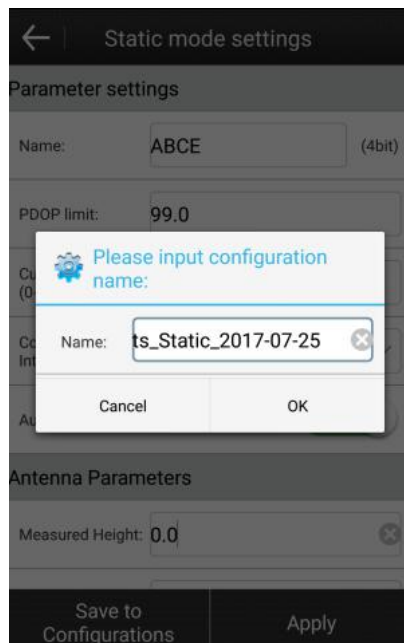 Static mode settings
Parameter settings
Name: ABCE (4bit)
PDOP limit: 99.0
Please input configuration
name:
Name: ts_Static_2017-07-25
Cancel OK
Antenna Parameters
Measured Height: 0.0
Save to
Configurations
Apply